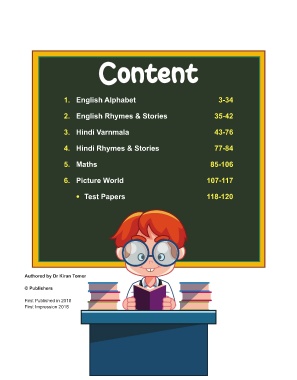 Content
1. English Alphabet 3-34
2. English Rhymes & Stories 35-42
3. Hindi Varnmala 43-76
4. Hindi Rhymes & Stories 77-84
5. Maths 85-106
6. Picture World 107-117
• Test Papers 118-120
Authored by Dr Kiran Tomer
© Publishers
First Published in 2018
First Impression 2018